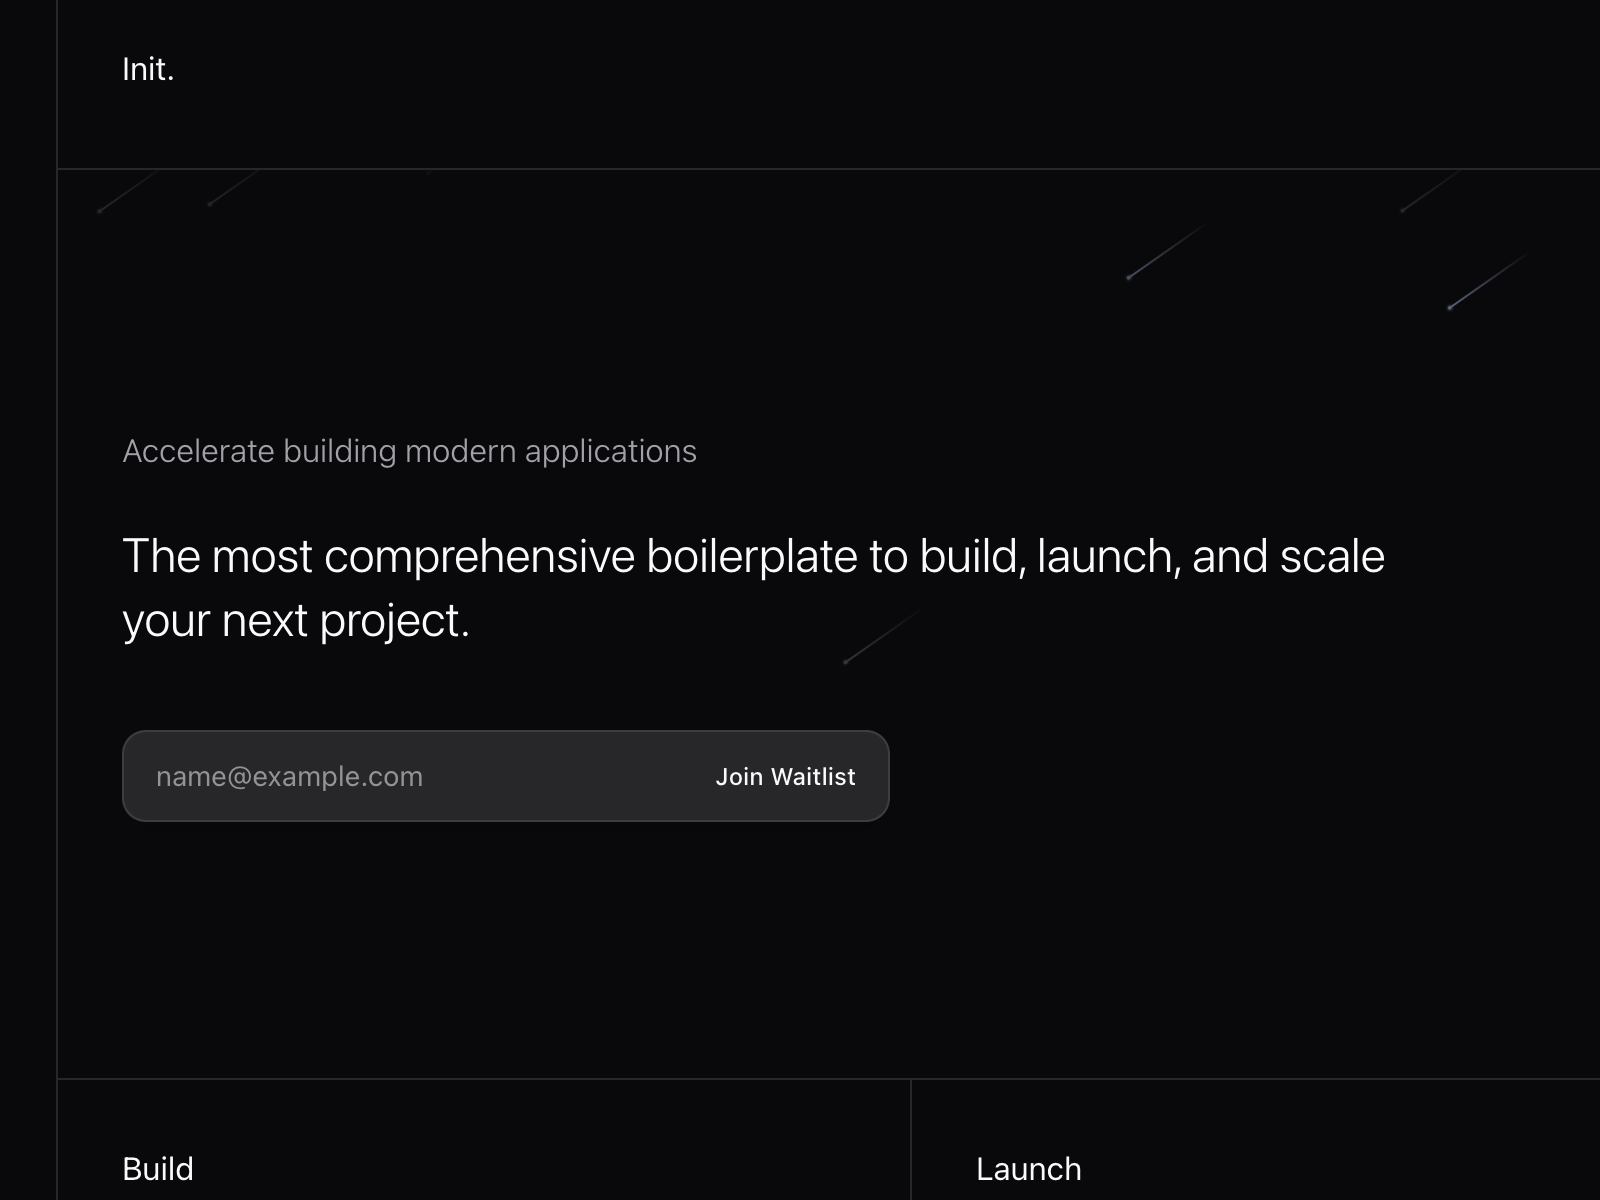 Init.
Accelerate building modern applications
The most comprehensive boilerplate to build, launch, and scale
your next project.
name@example.com Join Waitlist
Build Launch